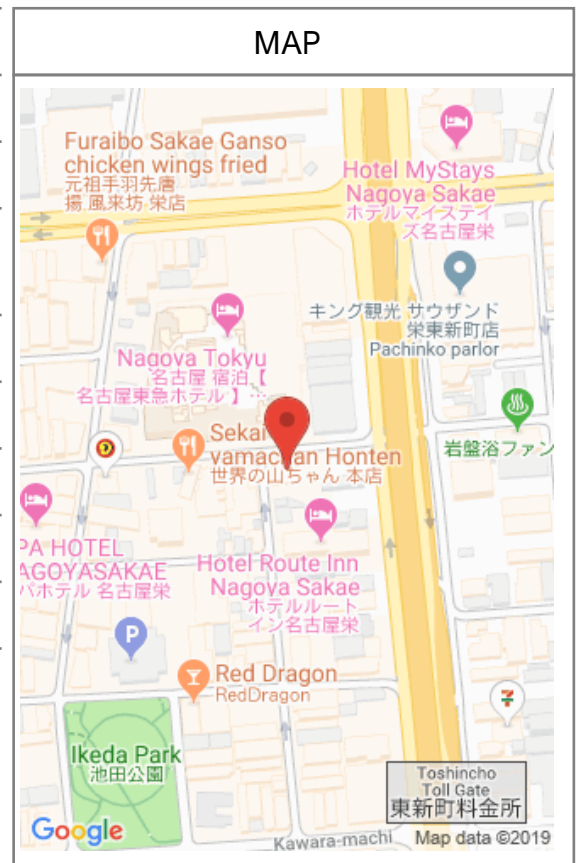 MAP
Furaibo Sakae Ganso
chicken wings fried
元祖手羽先唐
揚 風来坊 栄店
Hotel MyStays
Nagoya Sakae
ホテルマイステイ
ズ名古屋栄
キング観光 サウザンド
栄東新町店
Pachinko parlor
Nagoya Tokyu
名古屋 宿泊【
名古屋東急ホテル】…
Sekai
yamachan Honten
世界の山ちゃん 本店
岩盤浴ファン
PA HOTEL
AGOYASAKAE
パホテル 名古屋栄
Hotel Route Inn
Nagoya Sakae
ホテルルート
イン名古屋栄
P
Red Dragon
RedDragon
7
Ikeda Park
池田公園
Toshincho
Toll Gate
東新町料金所
Google
Kawara-machi
Map data ©2019